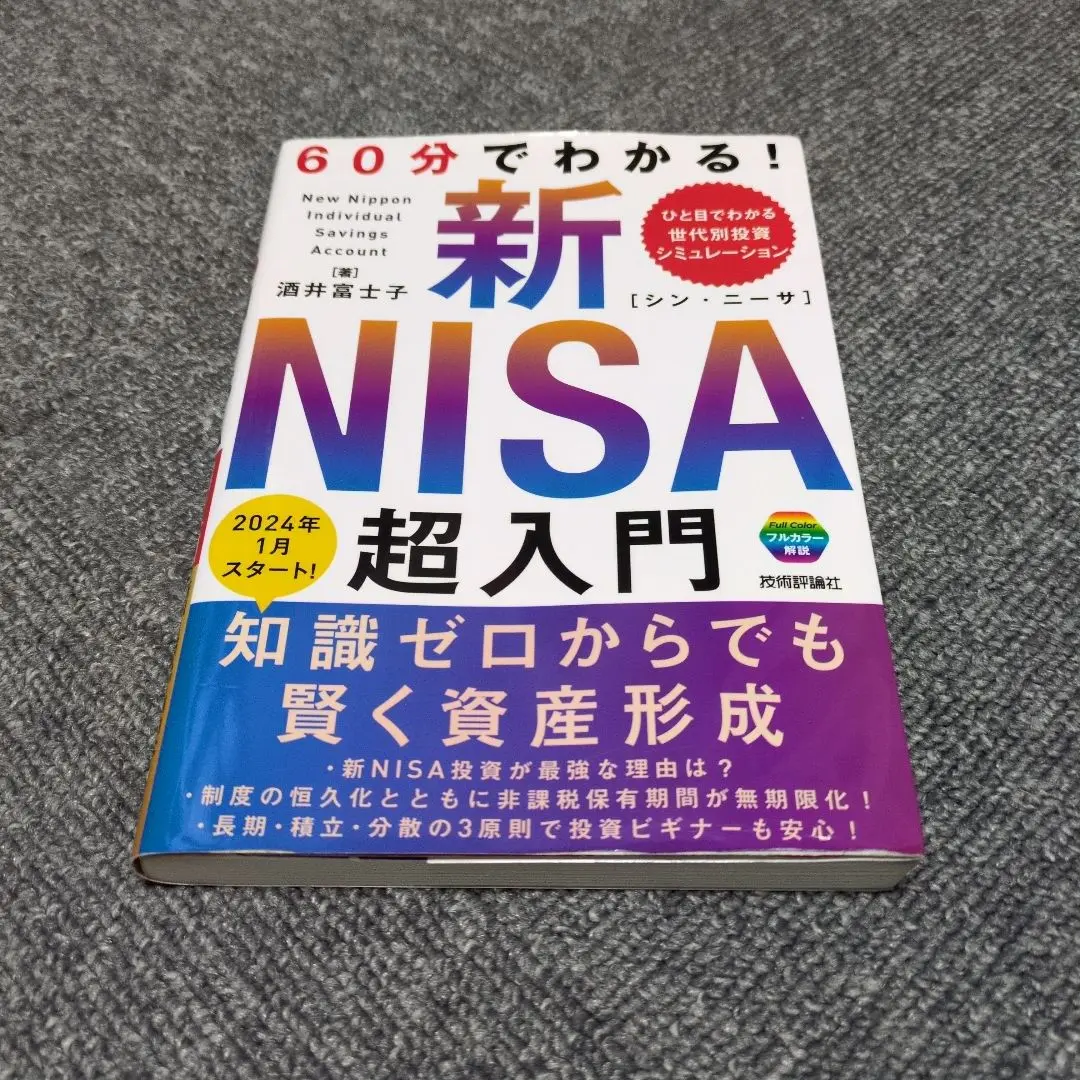 60分でわかる!
New Nippon
Individual
Savings
Account
[著]
酒井富士子
新
ひと目でわかる
世代別投資
シミュレーション
[シン・ニーサ]
NISA
2024年
1月
スタート!
超入門
Full Color
フルカラー
解説
技術評論社
知識ゼロからでも
賢く資産形成
・新NISA投資が最強な理由は?
・制度の恒久化とともに非課税保有期間が無期限化!
・長期・積立・分散の3原則で投資ビギナーも安心!